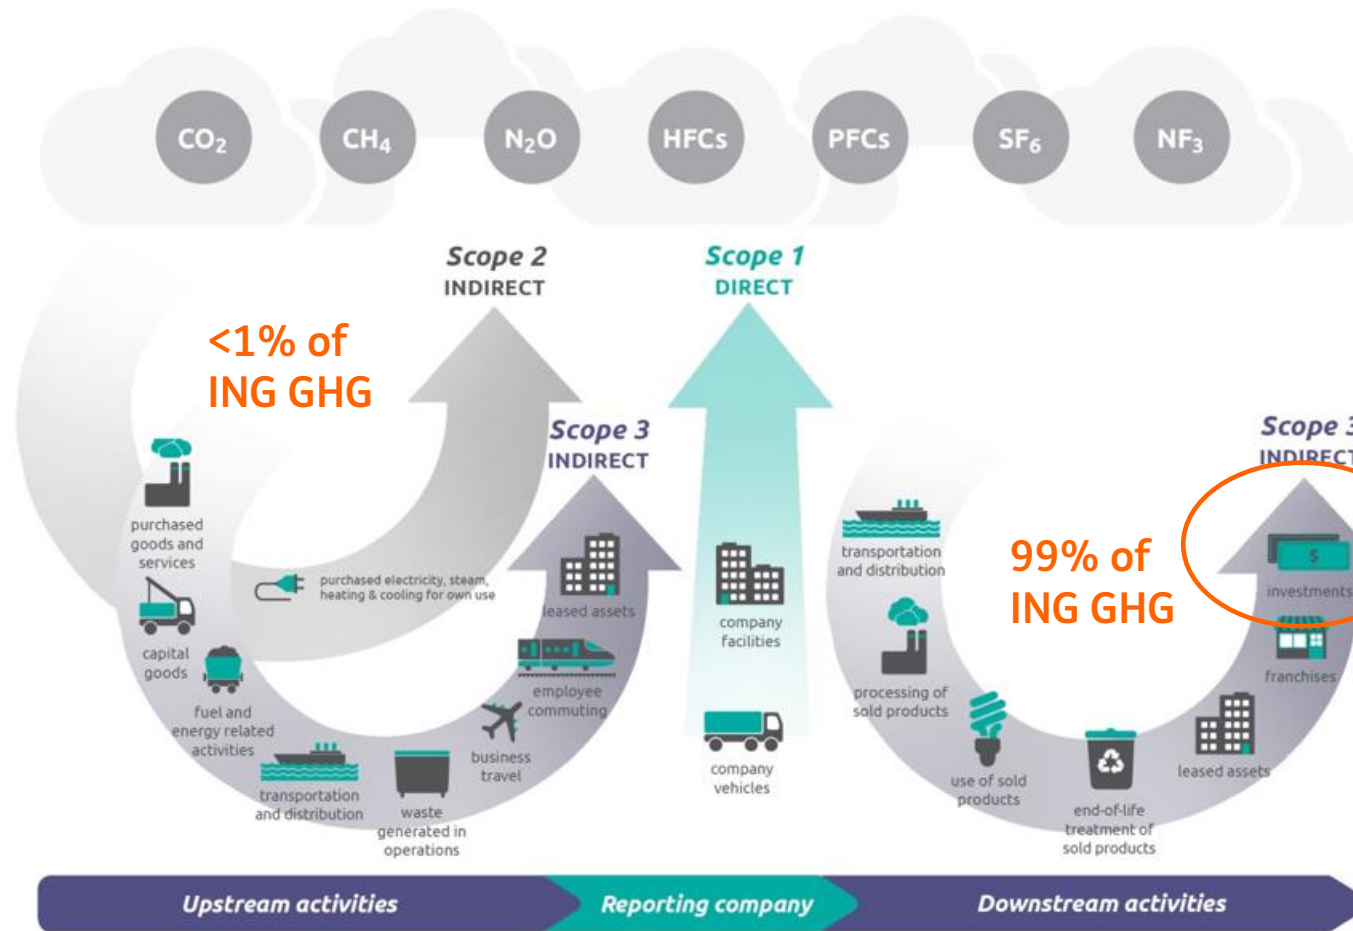 CO₂
CH₄
N₂O
HFCs
PFCs
SF₆
NF₃
Scope 2
INDIRECT
Scope 1
DIRECT
<1% of
ING GHG
Scope 3
INDIRECT
Scope 3
INDIRECT
purchased
goods and
services
purchased electricity, steam,
heating & cooling for own use
capital
goods
fuel and
energy related
activities
transportation
and distribution
waste
generated in
operations
business
travel
employee
commuting
leased assets
company
facilities
company
vehicles
transportation
and distribution
99% of
ING GHG
processing of
sold products
use of sold
products
end-of-life
treatment of
sold products
leased assets
franchises
$
investments
Upstream activities
Reporting company
Downstream activities